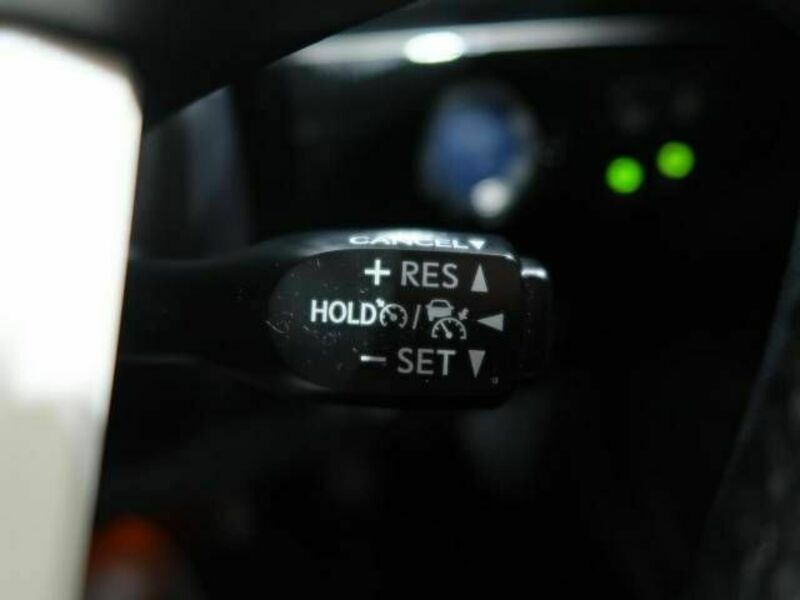 CANCEL▼
+ RES ▲
HOLD / ◀
− SET ▼